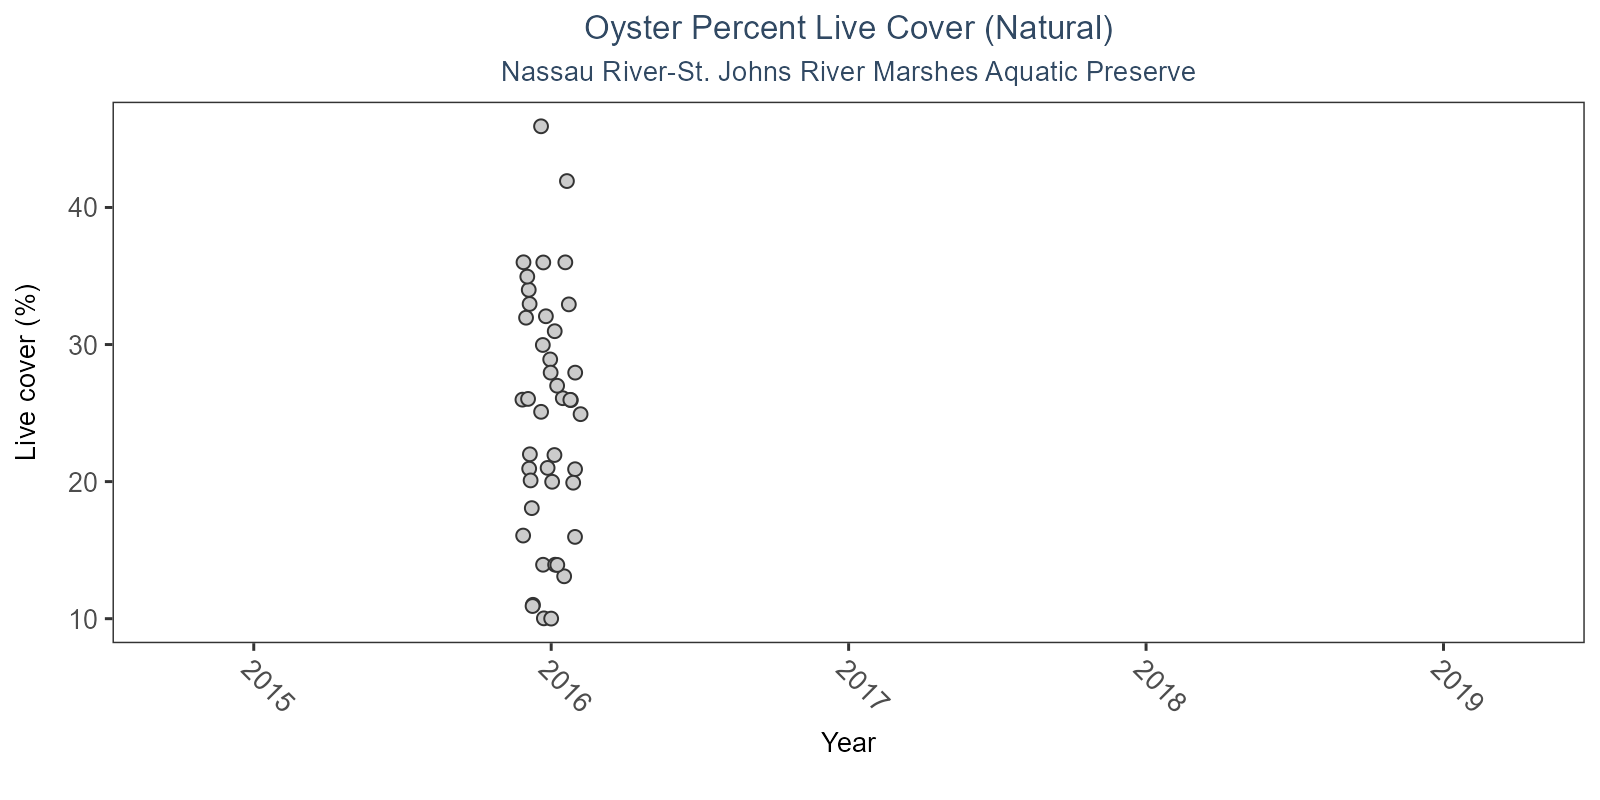 Oyster Percent Live Cover (Natural)
Nassau River-St. Johns River Marshes Aquatic Preserve
Live cover (%)
40
30
20
10
2015
2016
2017
2018
2019
Year